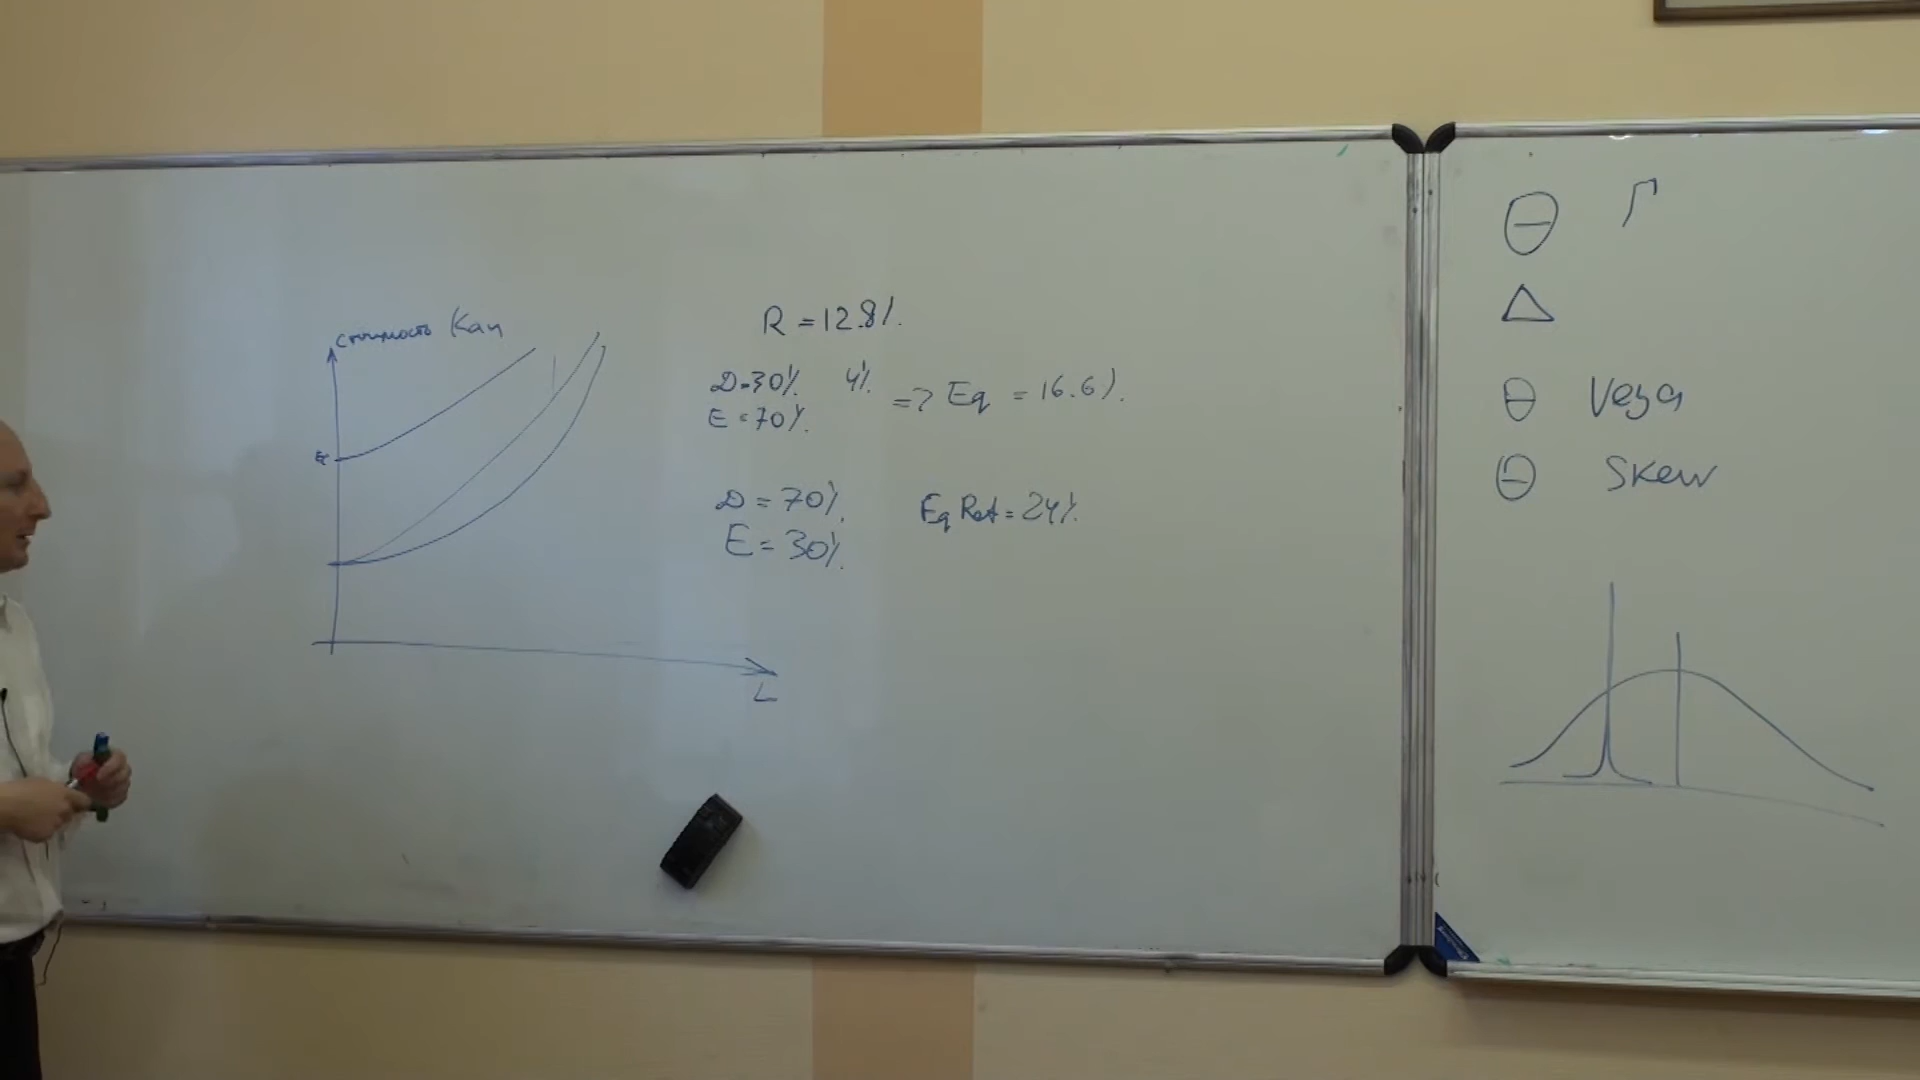 стоимость Кап
L
R = 12.8%
D = 30% 4%
E = 70%
=> Eq = 16.6%
D = 70%
E = 30%
Eq Ret = 24%
Θ Γ
Δ
Θ Vega
Θ Skew